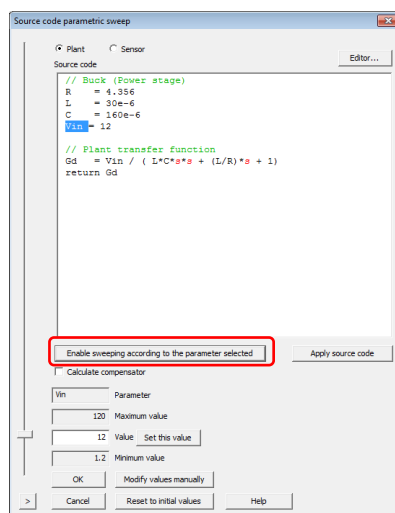 Source code parametric sweep
Plant Sensor
Editor...
Source code
// Buck (Power stage)
R = 4.356
L = 30e-6
C = 160e-6
Vin = 12
// Plant transfer function
Gd = Vin / ( L*C*s*s + (L/R)*s + 1)
return Gd
Enable sweeping according to the parameter selected Apply source code
Calculate compensator
Vin Parameter
120 Maximum value
12 Value Set this value
1.2 Minimum value
OK Modify values manually
> Cancel Reset to initial values Help